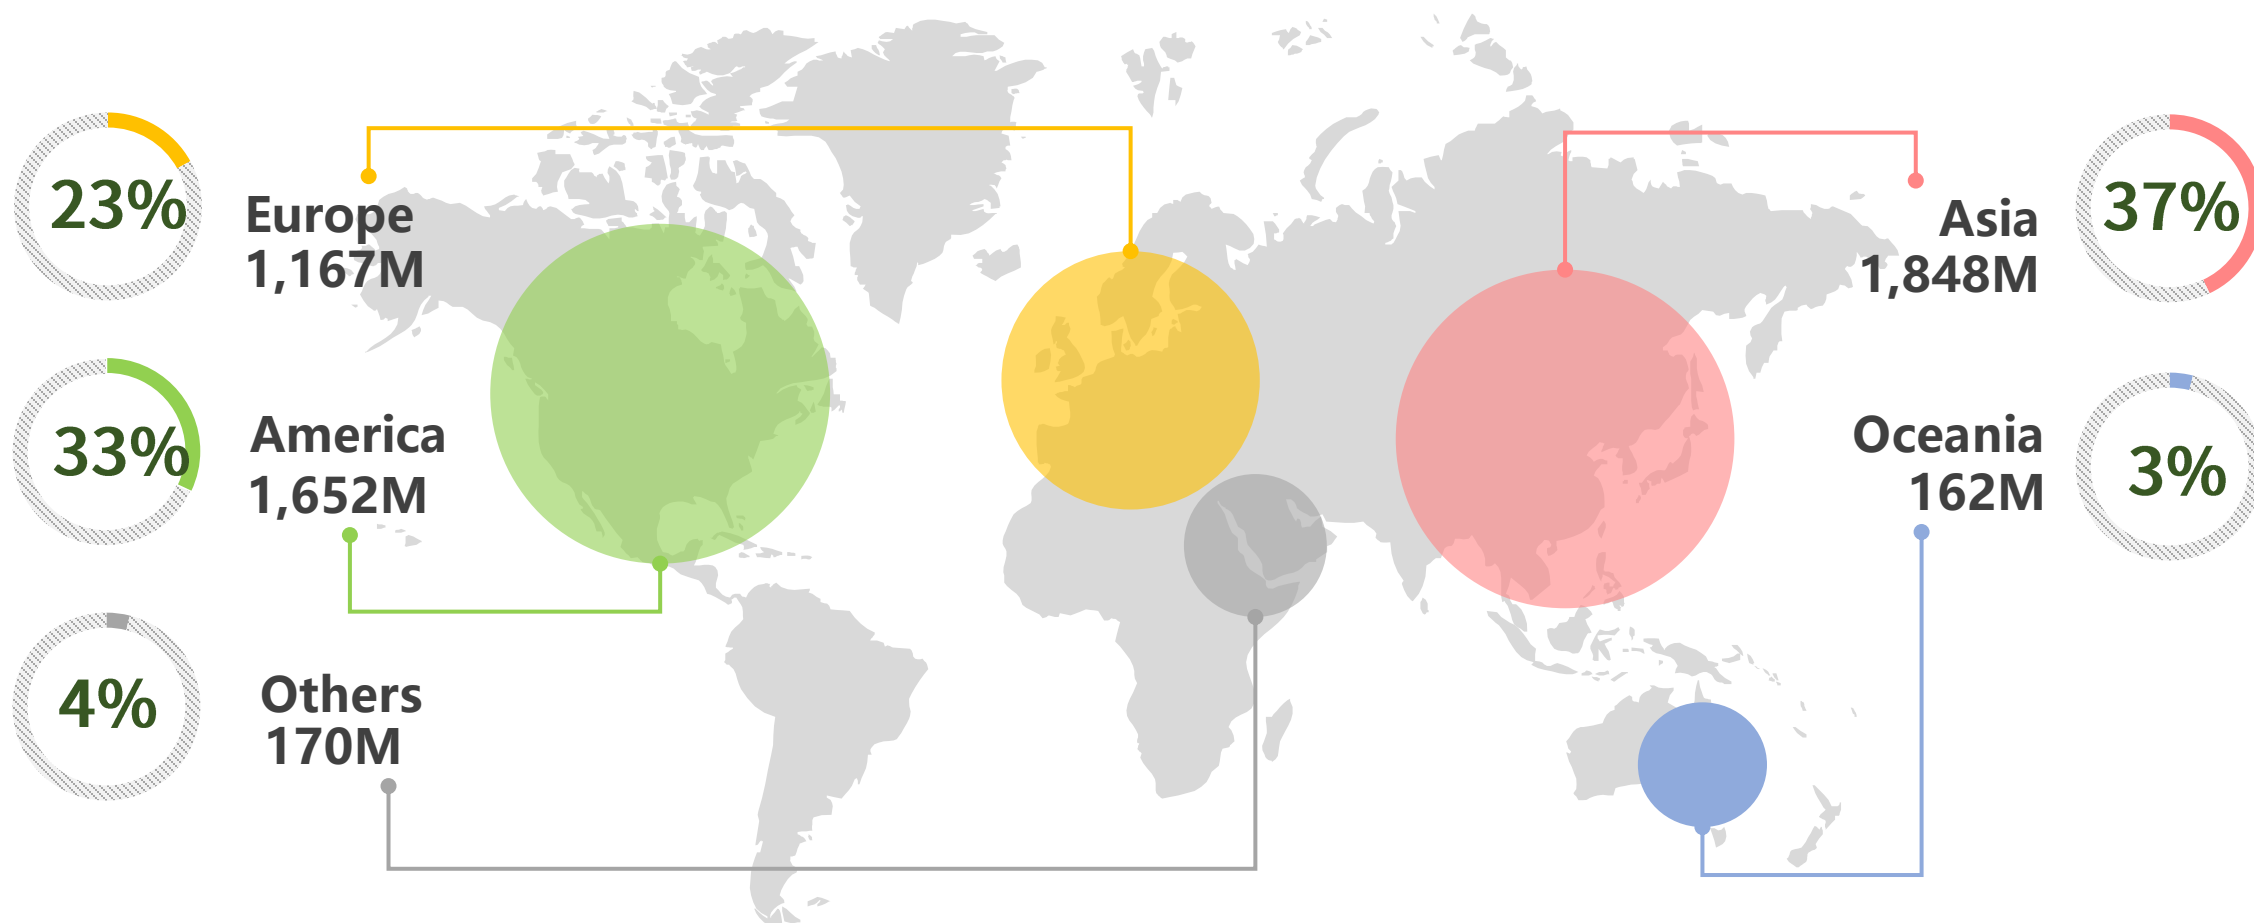 23%
Europe
1,167M
33%
America
1,652M
4%
Others
170M
Asia
1,848M
37%
Oceania
162M
3%